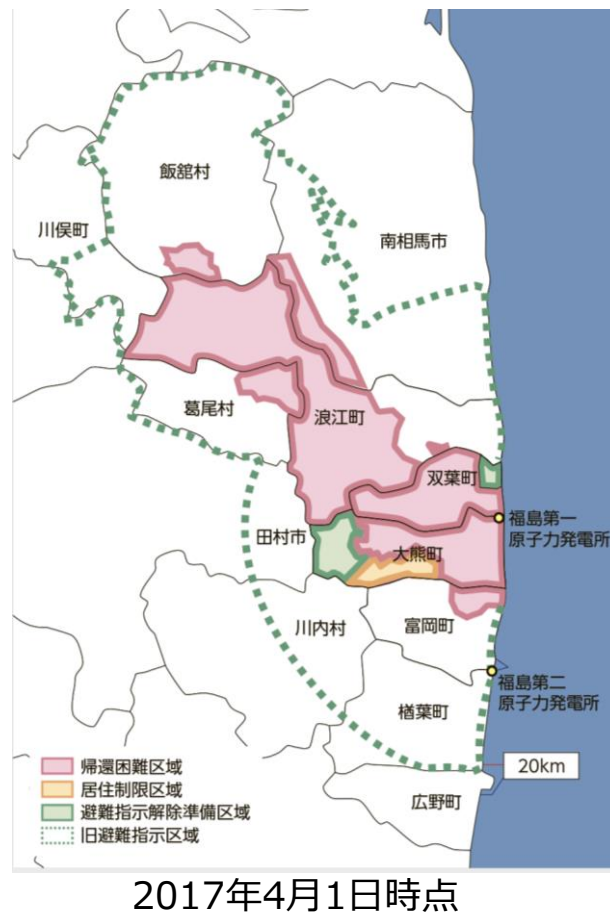 飯舘村
川俣町
南相馬市
葛尾村
浪江町
双葉町
福島第一
原子力発電所
田村市
大熊町
川内村
富岡町
福島第二
原子力発電所
楢葉町
20km
広野町
帰還困難区域
居住制限区域
避難指示解除準備区域
旧避難指示区域
2017年4月1日時点